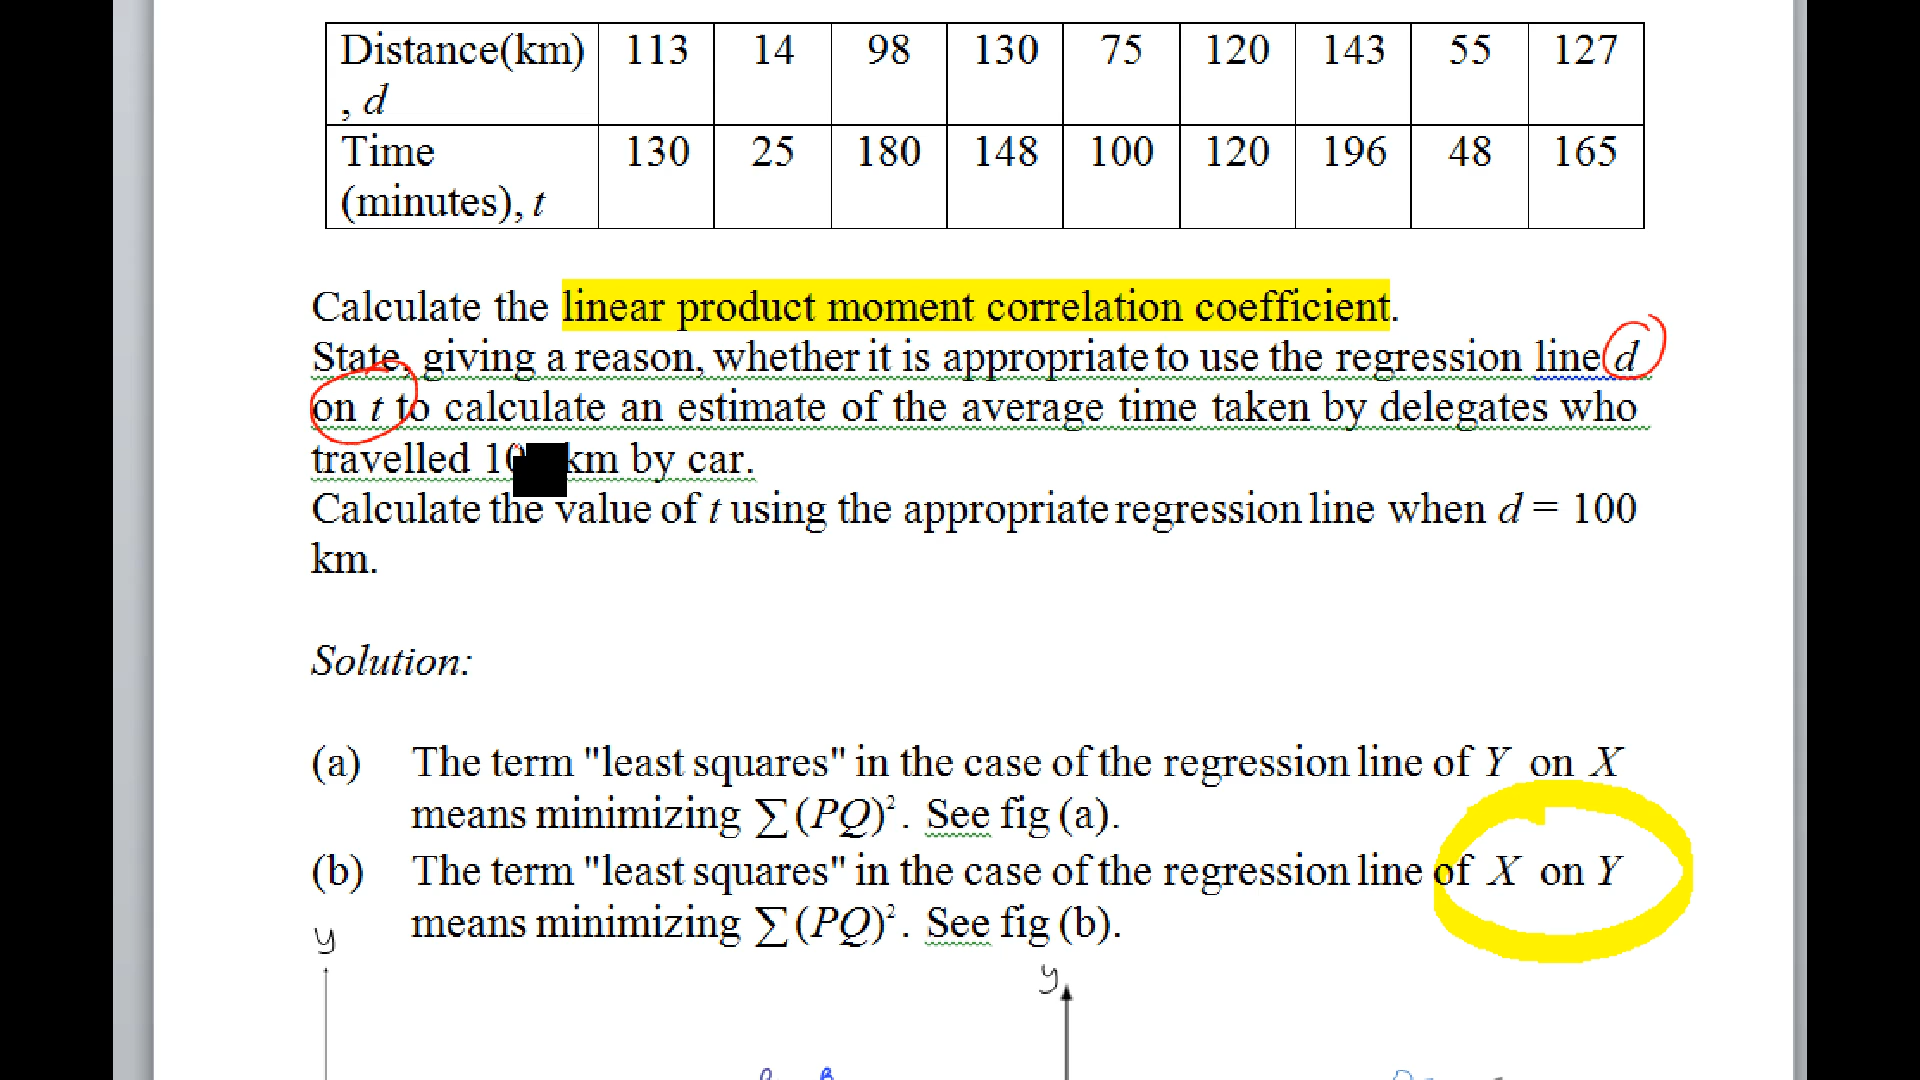 Distance(km) 113 14 98 130 75 120 143 55 127
, d
Time 130 25 180 148 100 120 196 48 165
(minutes), t
Calculate the linear product moment correlation coefficient.
State, giving a reason, whether it is appropriate to use the regression line d
on t to calculate an estimate of the average time taken by delegates who
travelled km by car.
Calculate the value of t using the appropriate regression line when d = 100
km.
Solution:
(a) The term "least squares" in the case of the regression line of Y on X
means minimizing ∑(PQ)². See fig (a).
(b) The term "least squares" in the case of the regression line of X on Y
means minimizing ∑(PQ)². See fig (b).
y
y